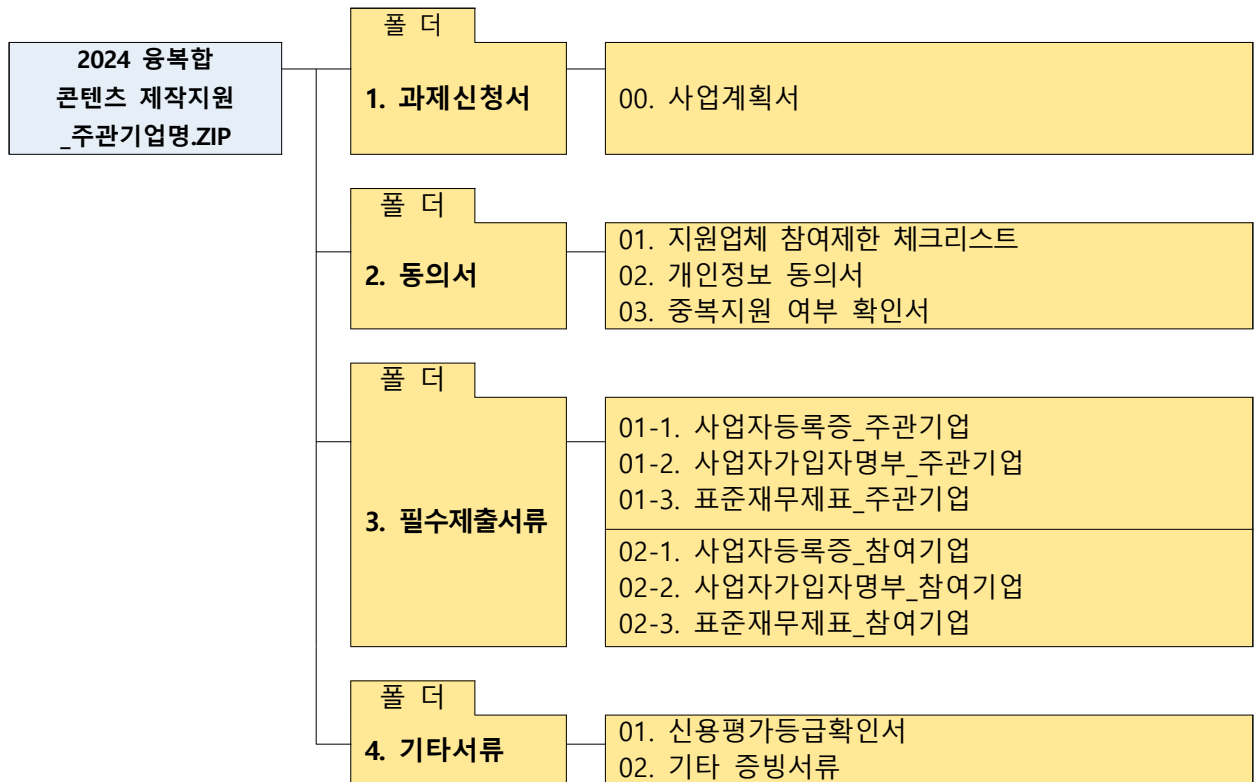 2024 융복합
콘텐츠 제작지원
_주관기업명.ZIP
폴 더
1. 과제신청서
00. 사업계획서
폴 더
2. 동의서
01. 지원업체 참여제한 체크리스트
02. 개인정보 동의서
03. 중복지원 여부 확인서
폴 더
3. 필수제출서류
01-1. 사업자등록증_주관기업
01-2. 사업자가입자명부_주관기업
01-3. 표준재무제표_주관기업
02-1. 사업자등록증_참여기업
02-2. 사업자가입자명부_참여기업
02-3. 표준재무제표_참여기업
폴 더
4. 기타서류
01. 신용평가등급확인서
02. 기타 증빙서류